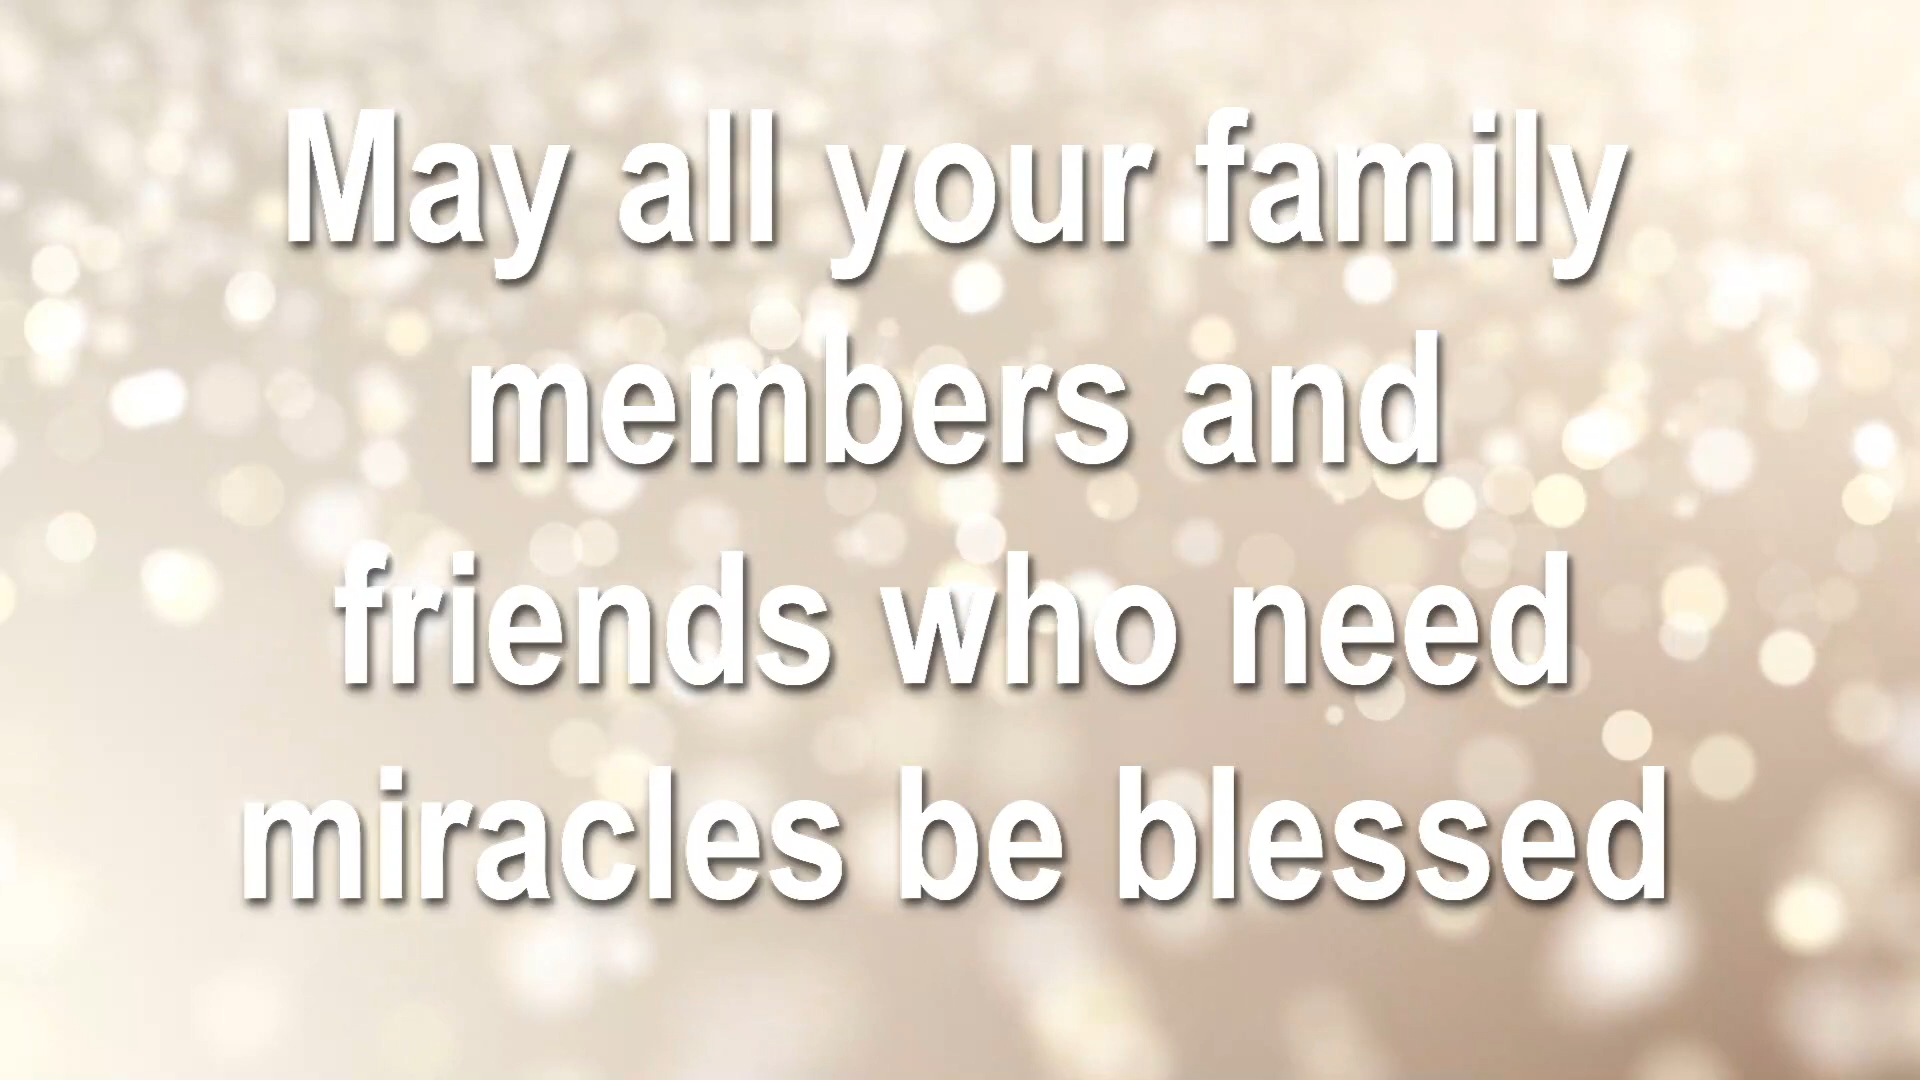 May all your family
members and
friends who need
miracles be blessed